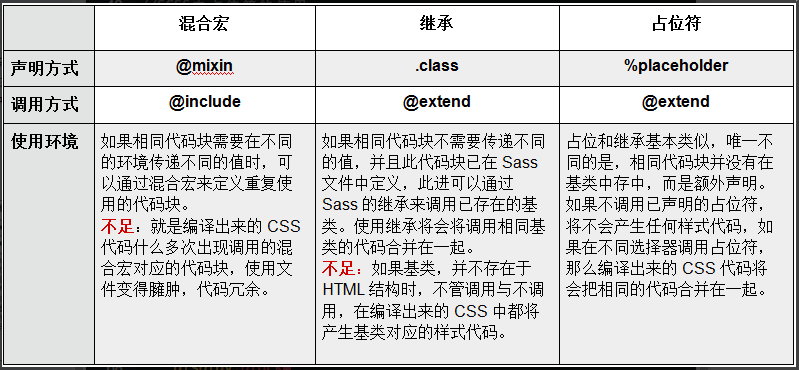 混合宏 继承 占位符
声明方式 @mixin .class %placeholder
调用方式 @include @extend @extend
使用环境
如果相同代码块需要在不同
的环境传递不同的值时，可
以通过混合宏来定义重复使
用的代码块。
不足：就是编译出来的 CSS
代码什么多次出现调用的混
合宏对应的代码块，使用文
件变得臃肿，代码冗余。
如果相同代码块不需要传递不同
的值，并且此代码块已在 Sass
文件中定义，此进可以通过
Sass 的继承来调用已存在的基
类。使用继承将会将调用相同基
类的代码合并在一起。
不足：如果基类，并不存在于
HTML 结构时，不管调用与不调
用，在编译出来的 CSS 中都将
产生基类对应的样式代码。
占位和继承基本类似，唯一不
同的是，相同代码块并没有在
基类中存中，而是额外声明。
如果不调用已声明的占位符，
将不会产生任何样式代码，如
果在不同选择器调用占位符，
那么编译出来的 CSS 代码将
会把相同的代码合并在一起。